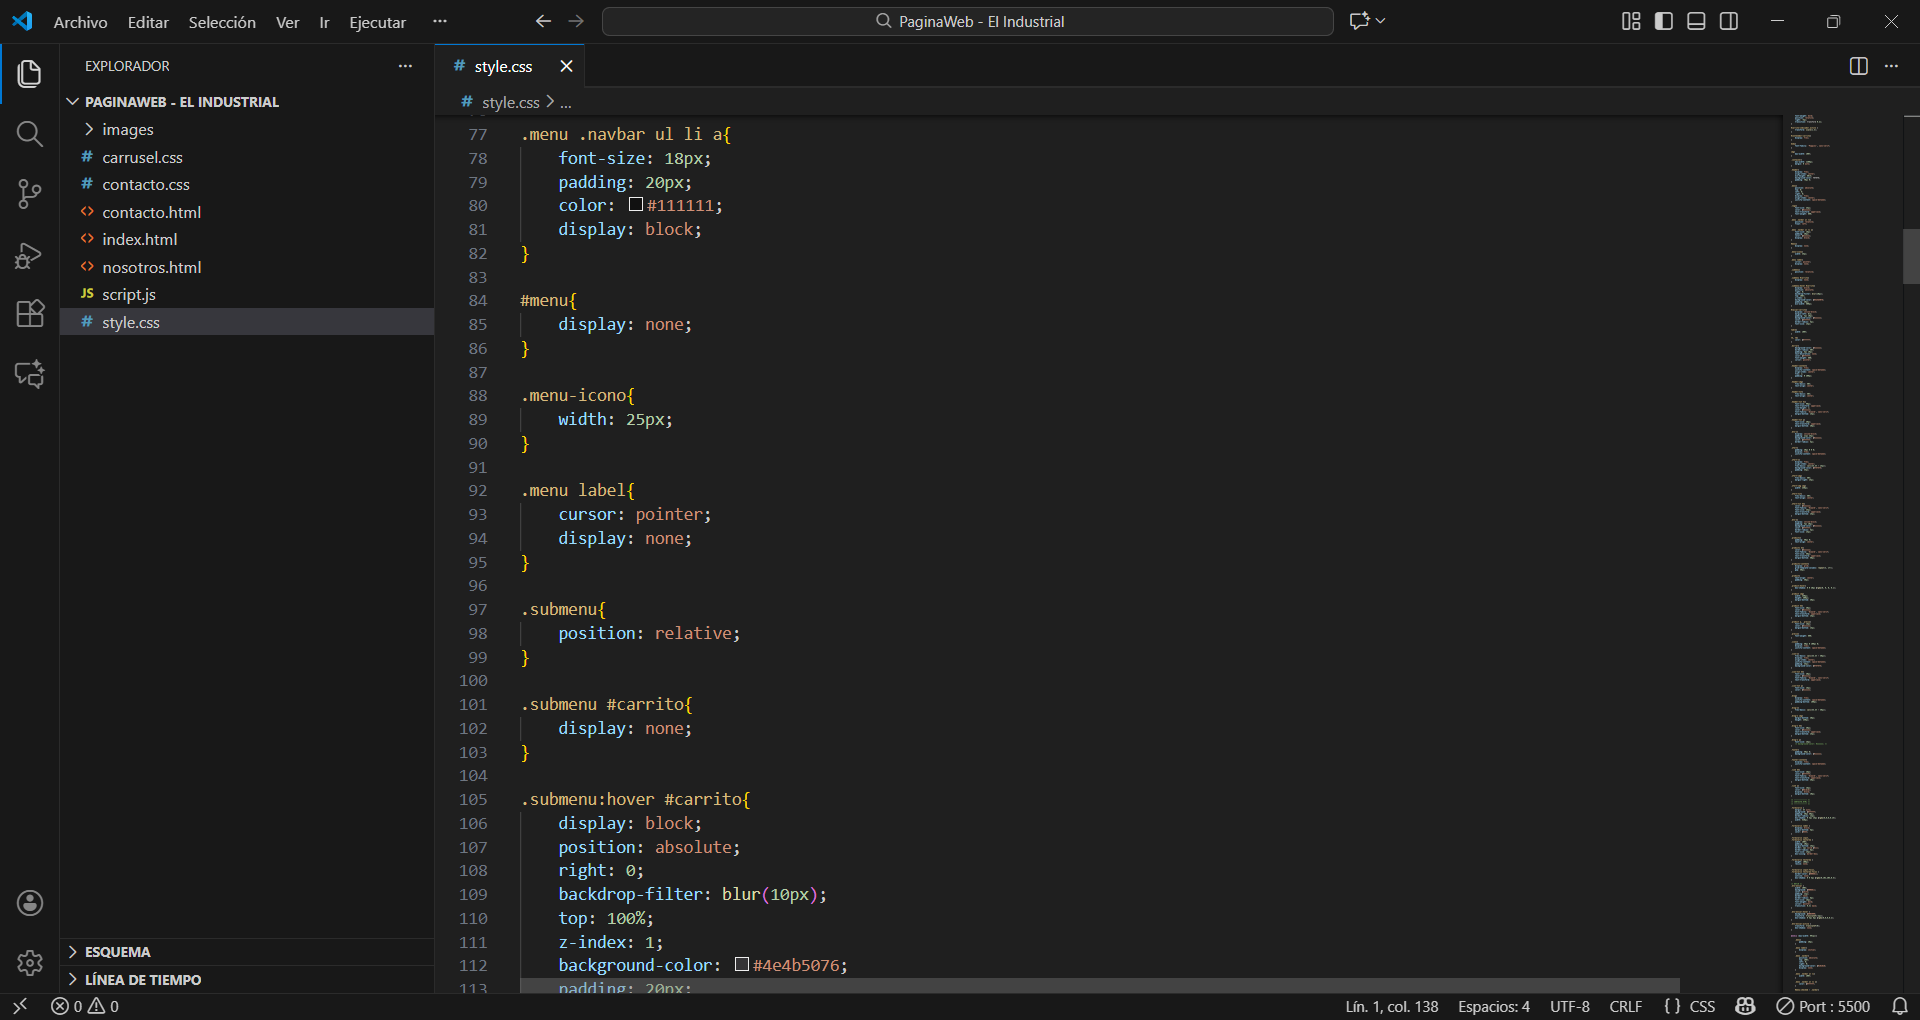 Archivo Editar Selección Ver Ir Ejecutar ··· PaginaWeb - El Industrial
EXPLORADOR ···
PAGINAWEB - EL INDUSTRIAL
images
# carrusel.css
# contacto.css
<> contacto.html
<> index.html
<> nosotros.html
JS script.js
# style.css
ESQUEMA
LÍNEA DE TIEMPO
# style.css
# style.css > ...
77 .menu .navbar ul li a{
78 font-size: 18px;
79 padding: 20px;
80 color: #111111;
81 display: block;
82 }
83
84 #menu{
85 display: none;
86 }
87
88 .menu-icono{
89 width: 25px;
90 }
91
92 .menu label{
93 cursor: pointer;
94 display: none;
95 }
96
97 .submenu{
98 position: relative;
99 }
100
101 .submenu #carrito{
102 display: none;
103 }
104
105 .submenu:hover #carrito{
106 display: block;
107 position: absolute;
108 right: 0;
109 backdrop-filter: blur(10px);
110 top: 100%;
111 z-index: 1;
112 background-color: #4e4b5076;
113 padding: 20px;
0 0 Lín. 1, col. 138 Espacios: 4 UTF-8 CRLF {} CSS Port : 5500